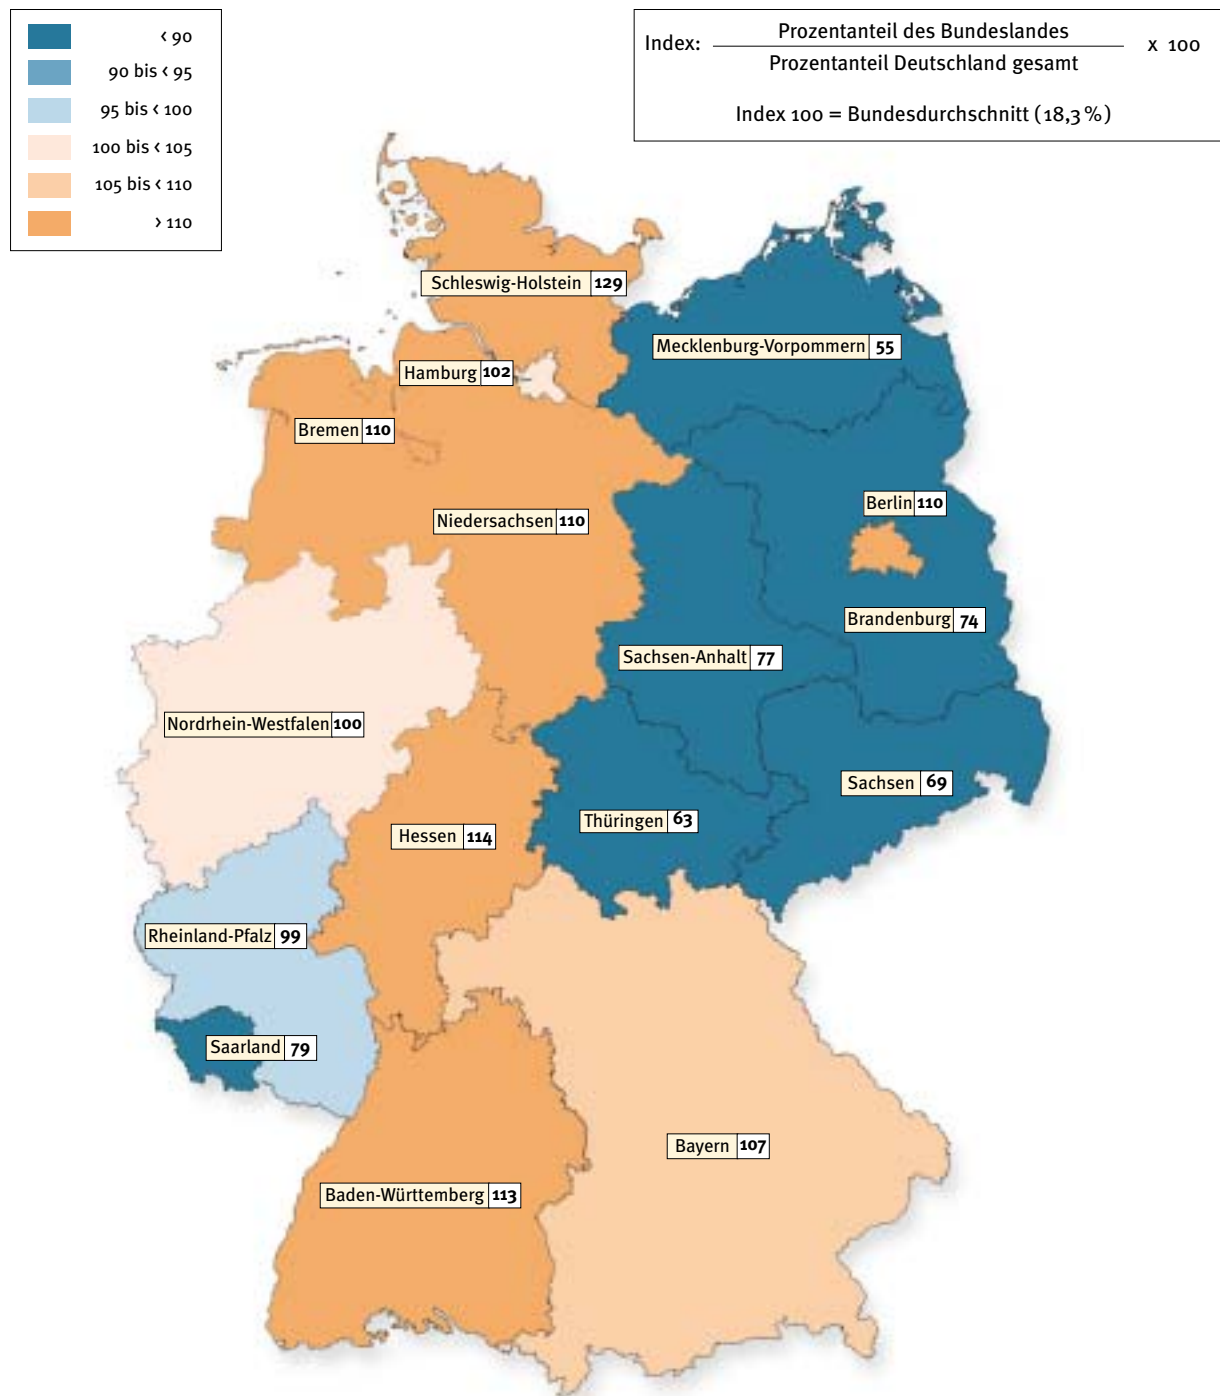 < 90
90 bis < 95
95 bis < 100
100 bis < 105
105 bis < 110
> 110
Index: Prozentanteil des Bundeslandes x 100
Prozentanteil Deutschland gesamt
Index 100 = Bundesdurchschnitt (18,3 %)
Schleswig-Holstein 129
Mecklenburg-Vorpommern 55
Hamburg 102
Bremen 110
Berlin 110
Niedersachsen 110
Brandenburg 74
Sachsen-Anhalt 77
Nordrhein-Westfalen 100
Sachsen 69
Thüringen 63
Hessen 114
Rheinland-Pfalz 99
Saarland 79
Bayern 107
Baden-Württemberg 113